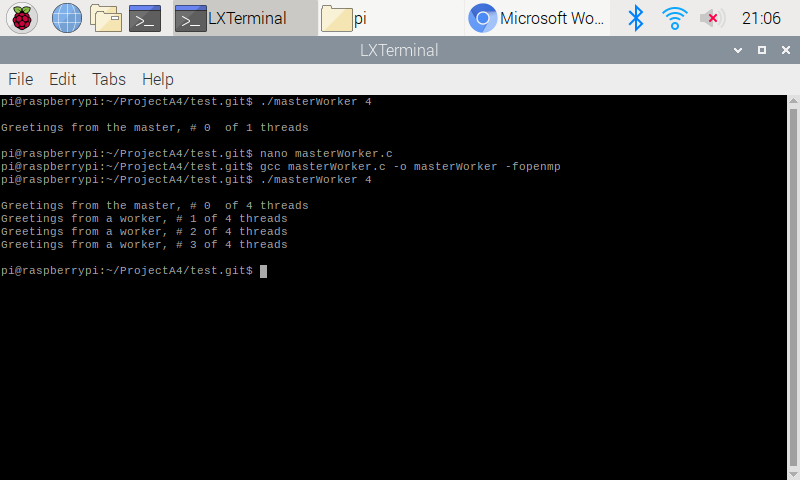 LXTerminal
pi
Microsoft Wo...
21:06
LXTerminal
File Edit Tabs Help
pi@raspberrypi:~/ProjectA4/test.git$ ./masterWorker 4
Greetings from the master, # 0  of 1 threads
pi@raspberrypi:~/ProjectA4/test.git$ nano masterWorker.c
pi@raspberrypi:~/ProjectA4/test.git$ gcc masterWorker.c -o masterWorker -fopenmp
pi@raspberrypi:~/ProjectA4/test.git$ ./masterWorker 4
Greetings from the master, # 0  of 4 threads
Greetings from a worker, # 1 of 4 threads
Greetings from a worker, # 2 of 4 threads
Greetings from a worker, # 3 of 4 threads
pi@raspberrypi:~/ProjectA4/test.git$